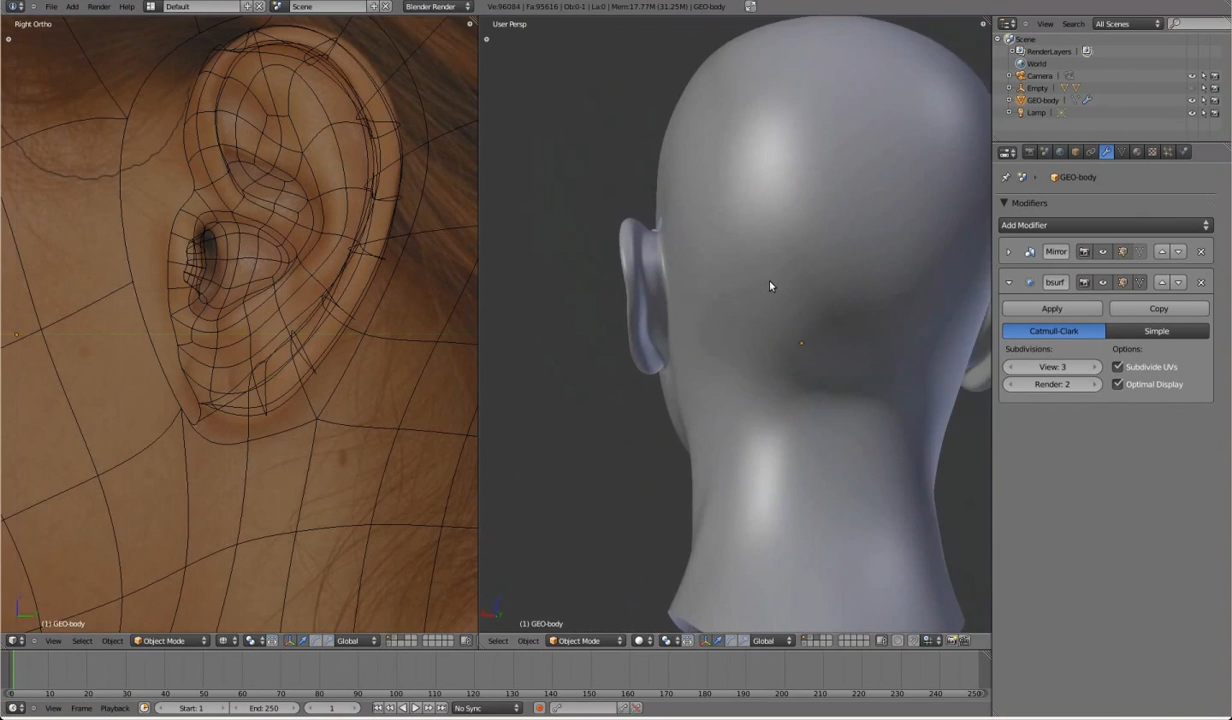 File Add Render Help Default Scene Blender Render Ve:96084 | Fa:95616 | Ob:0-1 | La:0 | Mem:17.77M (31.25M) | GEO-body
Right Ortho
User Persp
View Search All Scenes
Scene
RenderLayers
World
Camera
Empty
GEO-body
Lamp
GEO-body
Modifiers
Add Modifier
Mirror
bsurf
Apply Copy
Catmull-Clark Simple
Subdivisions: Options:
View: 3 Subdivide UVs
Render: 2 Optimal Display
(1) GEO-body
(1) GEO-body
View Select Object Object Mode Global
Select Object Object Mode Global
0 10 20 30 40 50 60 70 80 90 100 110 120 130 140 150 160 170 180 190 200 210 220 230 240 250
View Frame Playback Start: 1 End: 250 1 No Sync